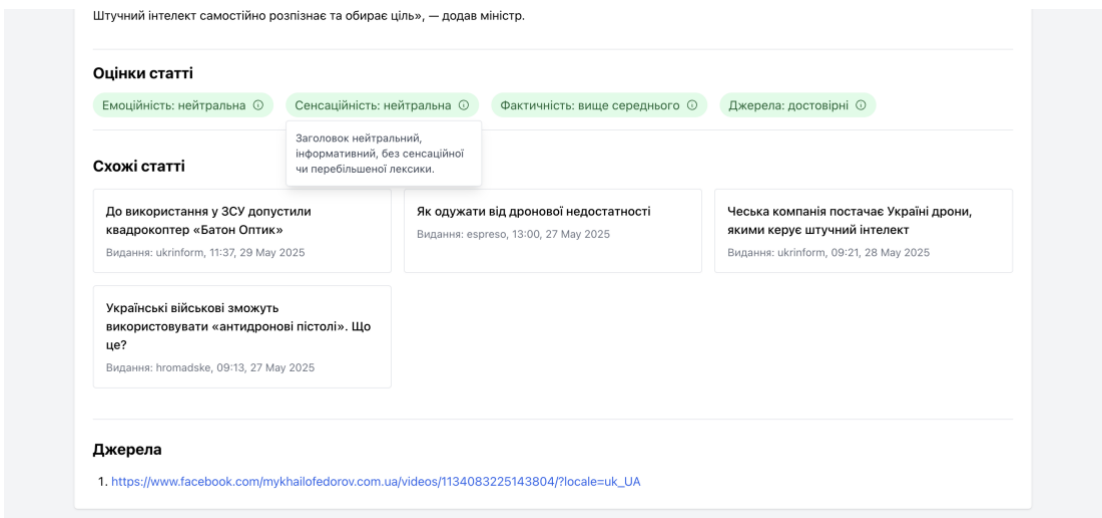 Штучний інтелект самостійно розпізнає та обирає ціль», — додав міністр.
Оцінки статті
Емоційність: нейтральна
Сенсаційність: нейтральна
Фактичність: вище середнього
Джерела: достовірні
Заголовок нейтральний,
інформативний, без сенсаційної
чи перебільшеної лексики.
Схожі статті
До використання у ЗСУ допустили
квадрокоптер «Батон Оптик»
Видання: ukrinform, 11:37, 29 May 2025
Як одужати від дронової недостатності
Видання: espreso, 13:00, 27 May 2025
Чеська компанія постачає Україні дрони,
якими керує штучний інтелект
Видання: ukrinform, 09:21, 28 May 2025
Українські військові зможуть
використовувати «антидронові пістолі». Що
це?
Видання: hromadske, 09:13, 27 May 2025
Джерела
1. https://www.facebook.com/mykhailofedorov.com.ua/videos/1134083225143804/?locale=uk_UA